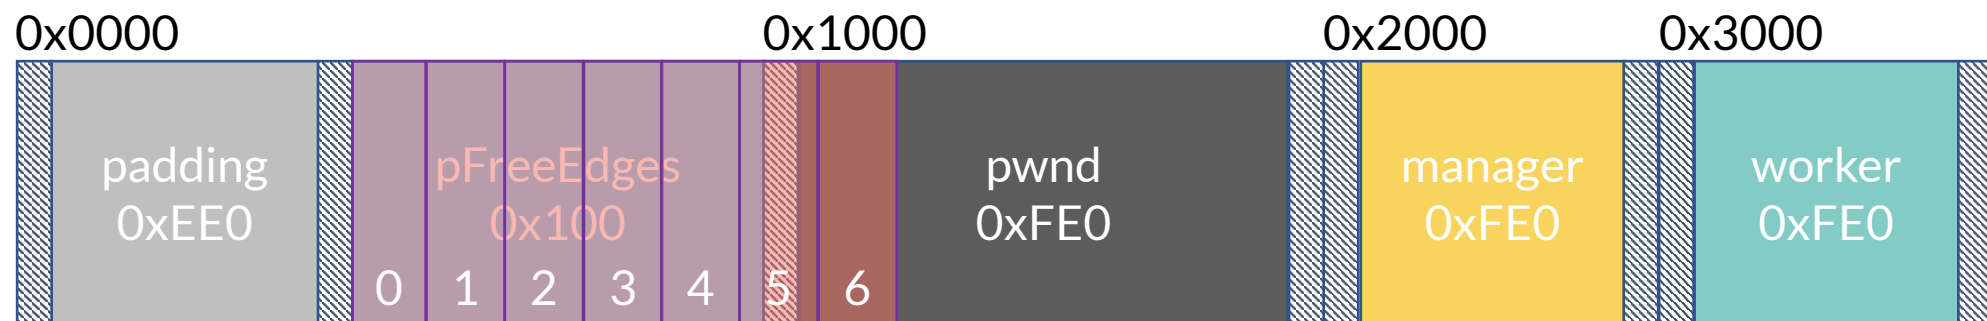 0x0000 0x1000 0x2000 0x3000
padding pFreeEdges pwnd manager worker
0xEE0 0x100 0xFE0 0xFE0 0xFE0
0 1 2 3 4 5 6